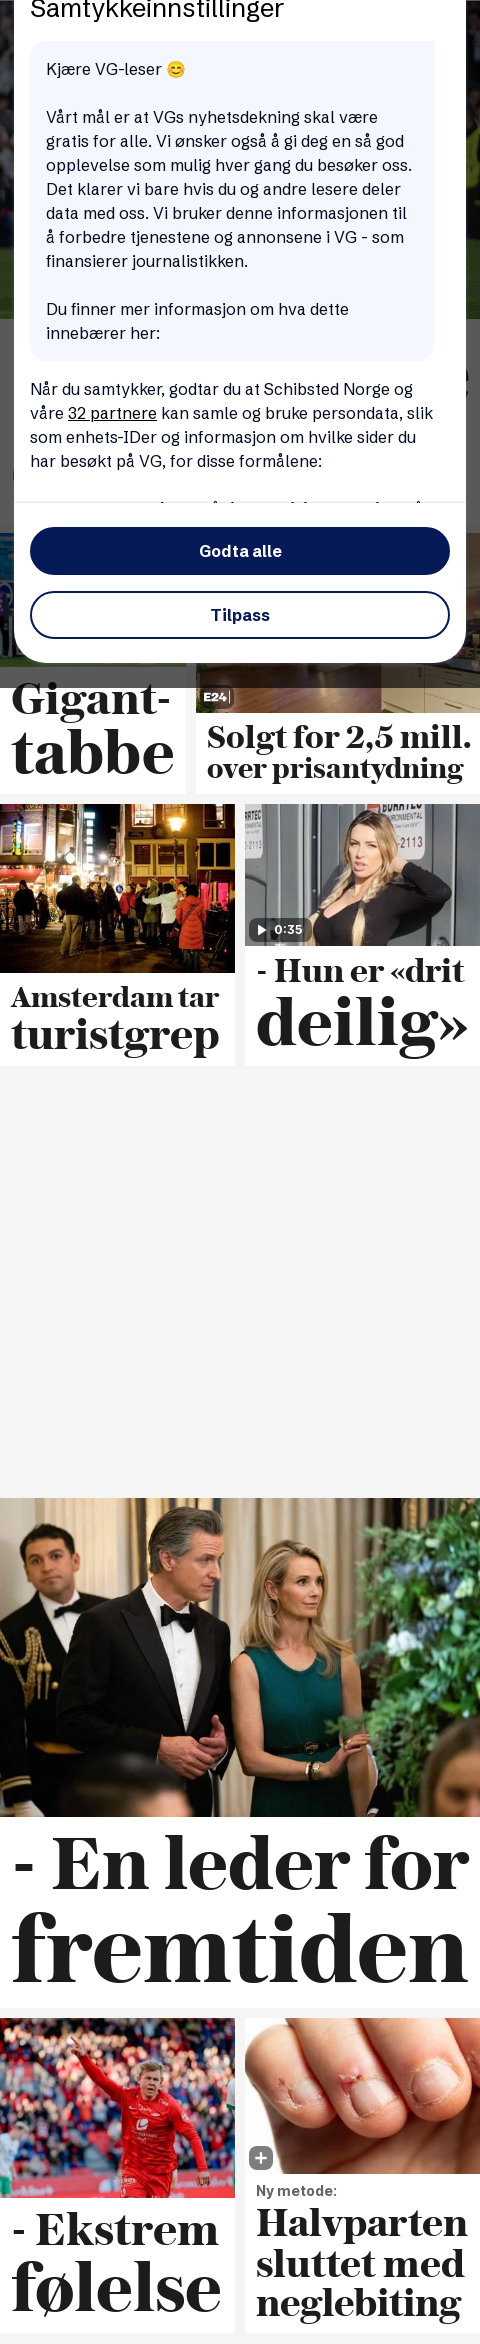 Samtykkeinnstillinger
Kjære VG-leser 😊
Vårt mål er at VGs nyhetsdekning skal være
gratis for alle. Vi ønsker også å gi deg en så god
opplevelse som mulig hver gang du besøker oss.
Det klarer vi bare hvis du og andre lesere deler
data med oss. Vi bruker denne informasjonen til
å forbedre tjenestene og annonsene i VG - som
finansierer journalistikken.
Du finner mer informasjon om hva dette
innebærer her:
Når du samtykker, godtar du at Schibsted Norge og
våre 32 partnere kan samle og bruke persondata, slik
som enhets-IDer og informasjon om hvilke sider du
har besøkt på VG, for disse formålene:
Godta alle
Tilpass
Gigant-
tabbe
E24
Solgt for 2,5 mill.
over prisantydning
Amsterdam tar
turistgrep
ENVIRONMENTAL
-2113
-2113
0:35
- Hun er «drit
deilig»
- En leder for
fremtiden
- Ekstrem
følelse
Ny metode:
Halvparten
sluttet med
neglebiting